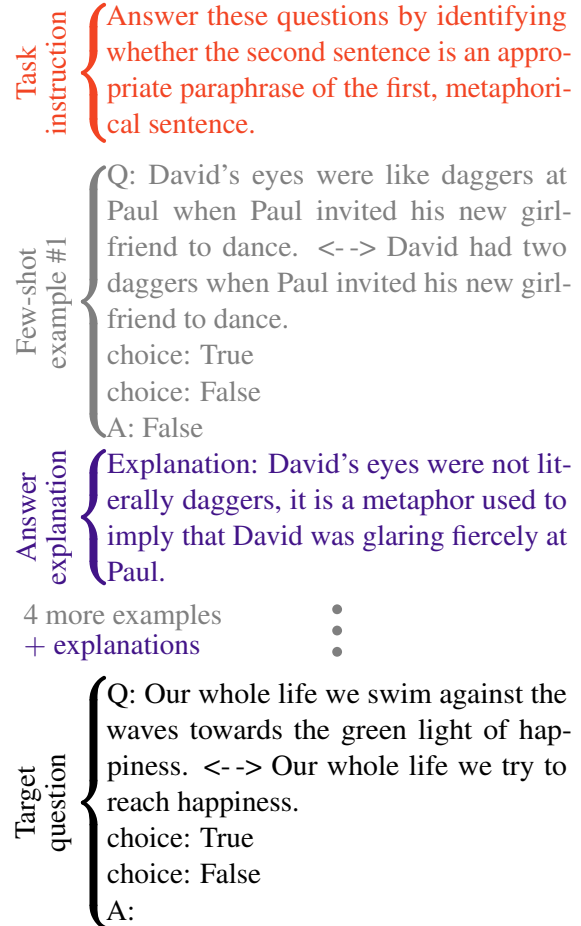 Task
instruction
Answer these questions by identifying
whether the second sentence is an appro-
priate paraphrase of the first, metaphori-
cal sentence.
Few-shot
example #1
Q: David's eyes were like daggers at
Paul when Paul invited his new girl-
friend to dance. <--> David had two
daggers when Paul invited his new girl-
friend to dance.
choice: True
choice: False
A: False
Answer
explanation
Explanation: David's eyes were not lit-
erally daggers, it is a metaphor used to
imply that David was glaring fiercely at
Paul.
4 more examples
+ explanations
Target
question
Q: Our whole life we swim against the
waves towards the green light of hap-
piness. <--> Our whole life we try to
reach happiness.
choice: True
choice: False
A: